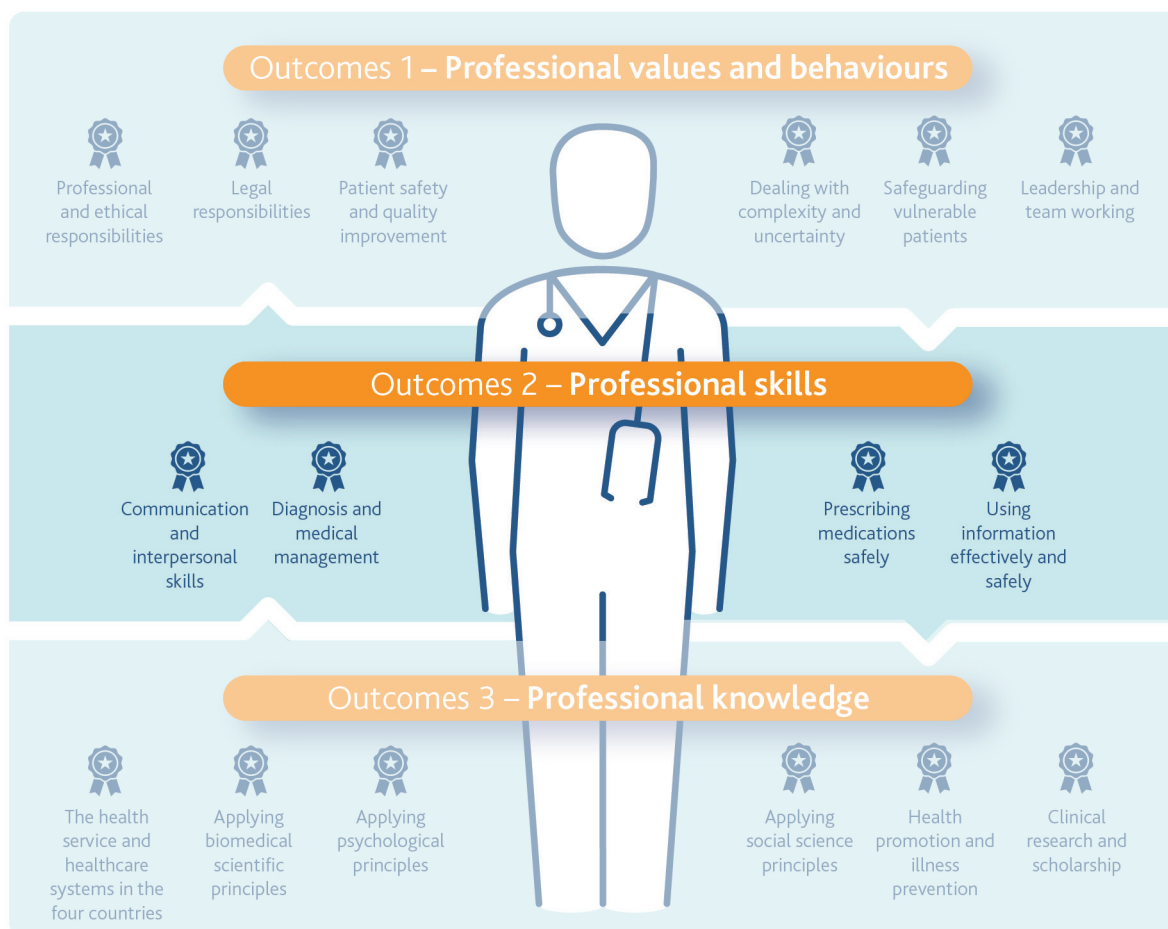 Outcomes 1 – Professional values and behaviours
Professional
and ethical
responsibilities
Legal
responsibilities
Patient safety
and quality
improvement
Dealing with
complexity and
uncertainty
Safeguarding
vulnerable
patients
Leadership and
team working
Outcomes 2 – Professional skills
Communication
and
interpersonal
skills
Diagnosis and
medical
management
Prescribing
medications
safely
Using
information
effectively and
safely
Outcomes 3 – Professional knowledge
The health
service and
healthcare
systems in the
four countries
Applying
biomedical
scientific
principles
Applying
psychological
principles
Applying
social science
principles
Health
promotion and
illness
prevention
Clinical
research and
scholarship